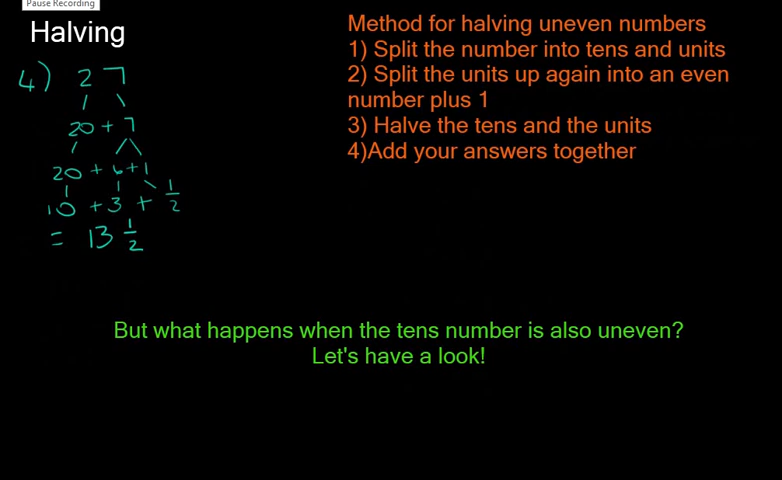 Pause Recording
Halving
4) 27
20 + 7
20 + 6 + 1
10 + 3 + 1/2
= 13 1/2
Method for halving uneven numbers
1) Split the number into tens and units
2) Split the units up again into an even
number plus 1
3) Halve the tens and the units
4)Add your answers together
But what happens when the tens number is also uneven?
Let's have a look!